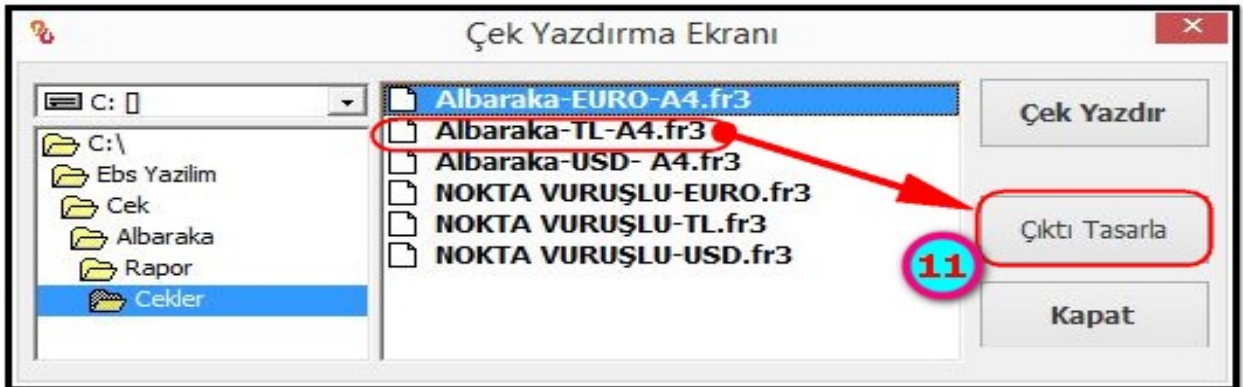 Çek Yazdırma Ekranı
C: []
C:\
Ebs Yazilim
Cek
Albaraka
Rapor
Cekler
Albaraka-EURO-A4.fr3
Albaraka-TL-A4.fr3
Albaraka-USD- A4.fr3
NOKTA VURUŞLU-EURO.fr3
NOKTA VURUŞLU-TL.fr3
NOKTA VURUŞLU-USD.fr3
Çek Yazdır
Çıktı Tasarla
11
Kapat